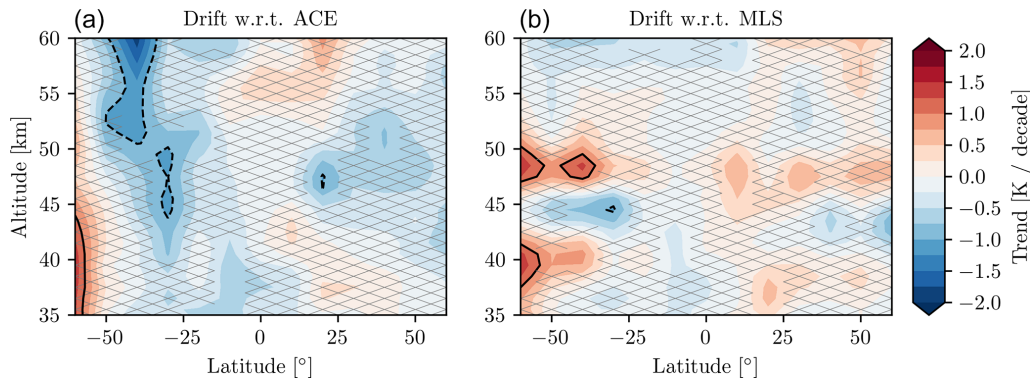 (a) Drift w.r.t. ACE
(b) Drift w.r.t. MLS
Altitude [km]
60
55
50
45
40
35
−50 −25 0 25 50
Latitude [°]
60
55
50
45
40
35
−50 −25 0 25 50
Latitude [°]
2.0
1.5
1.0
0.5
0.0
−0.5
−1.0
−1.5
−2.0
Trend [K / decade]